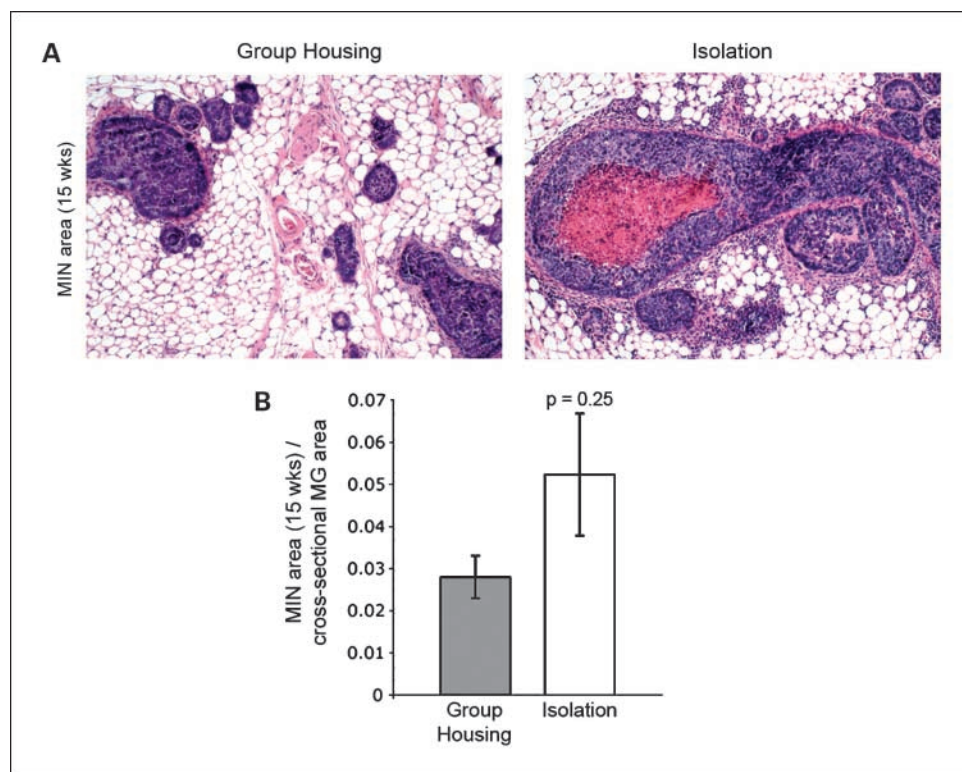 A
Group Housing
Isolation
MIN area (15 wks)
B
p = 0.25
MIN area (15 wks) /
cross-sectional MG area
0.07
0.06
0.05
0.04
0.03
0.02
0.01
0
Group
Housing
Isolation